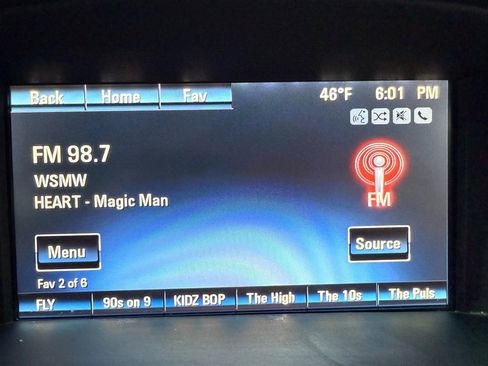 Back Home Fav 46°F 6:01 PM
FM 98.7
WSMW
HEART - Magic Man
FM
Menu
Source
Fav 2 of 6
FLY 90s on 9 KIDZ BOP The High The 10s The Puls